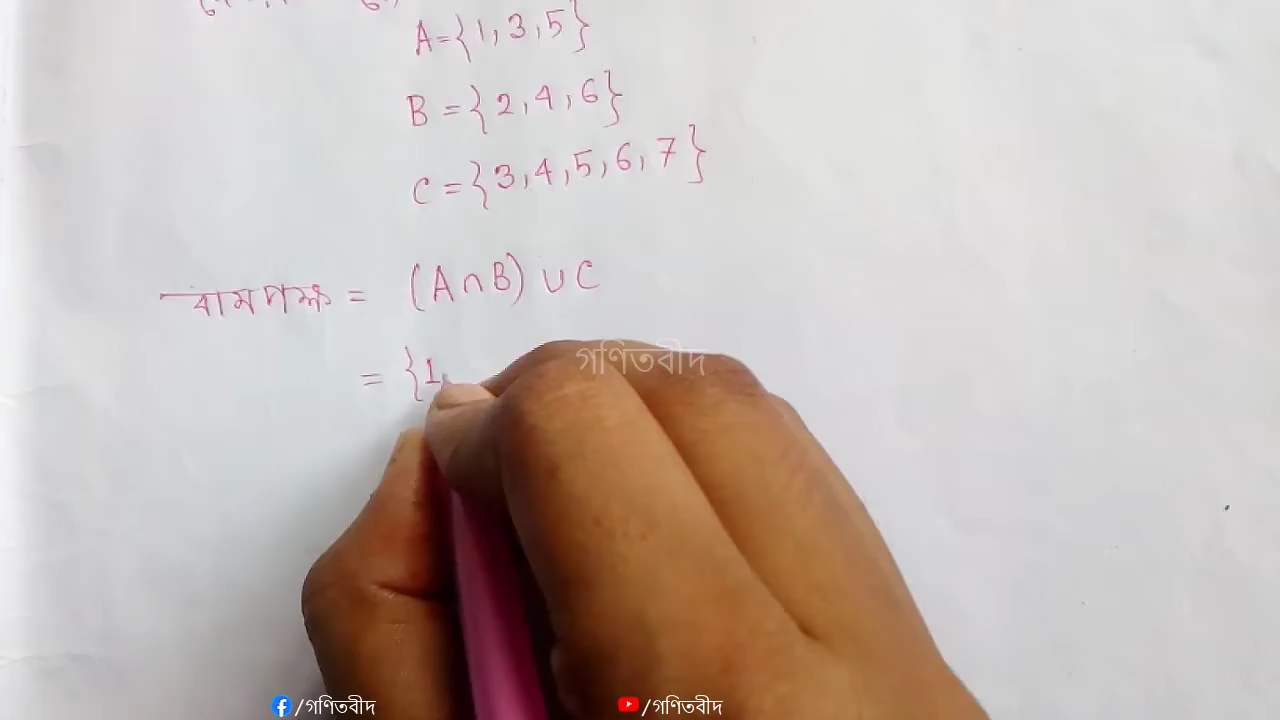 A={1,3,5}
B={2,4,6}
C={3,4,5,6,7}
বামপক্ষ = (A∩B)∪C
= {1
গণিতবীদ
/গণিতবীদ
/গণিতবীদ